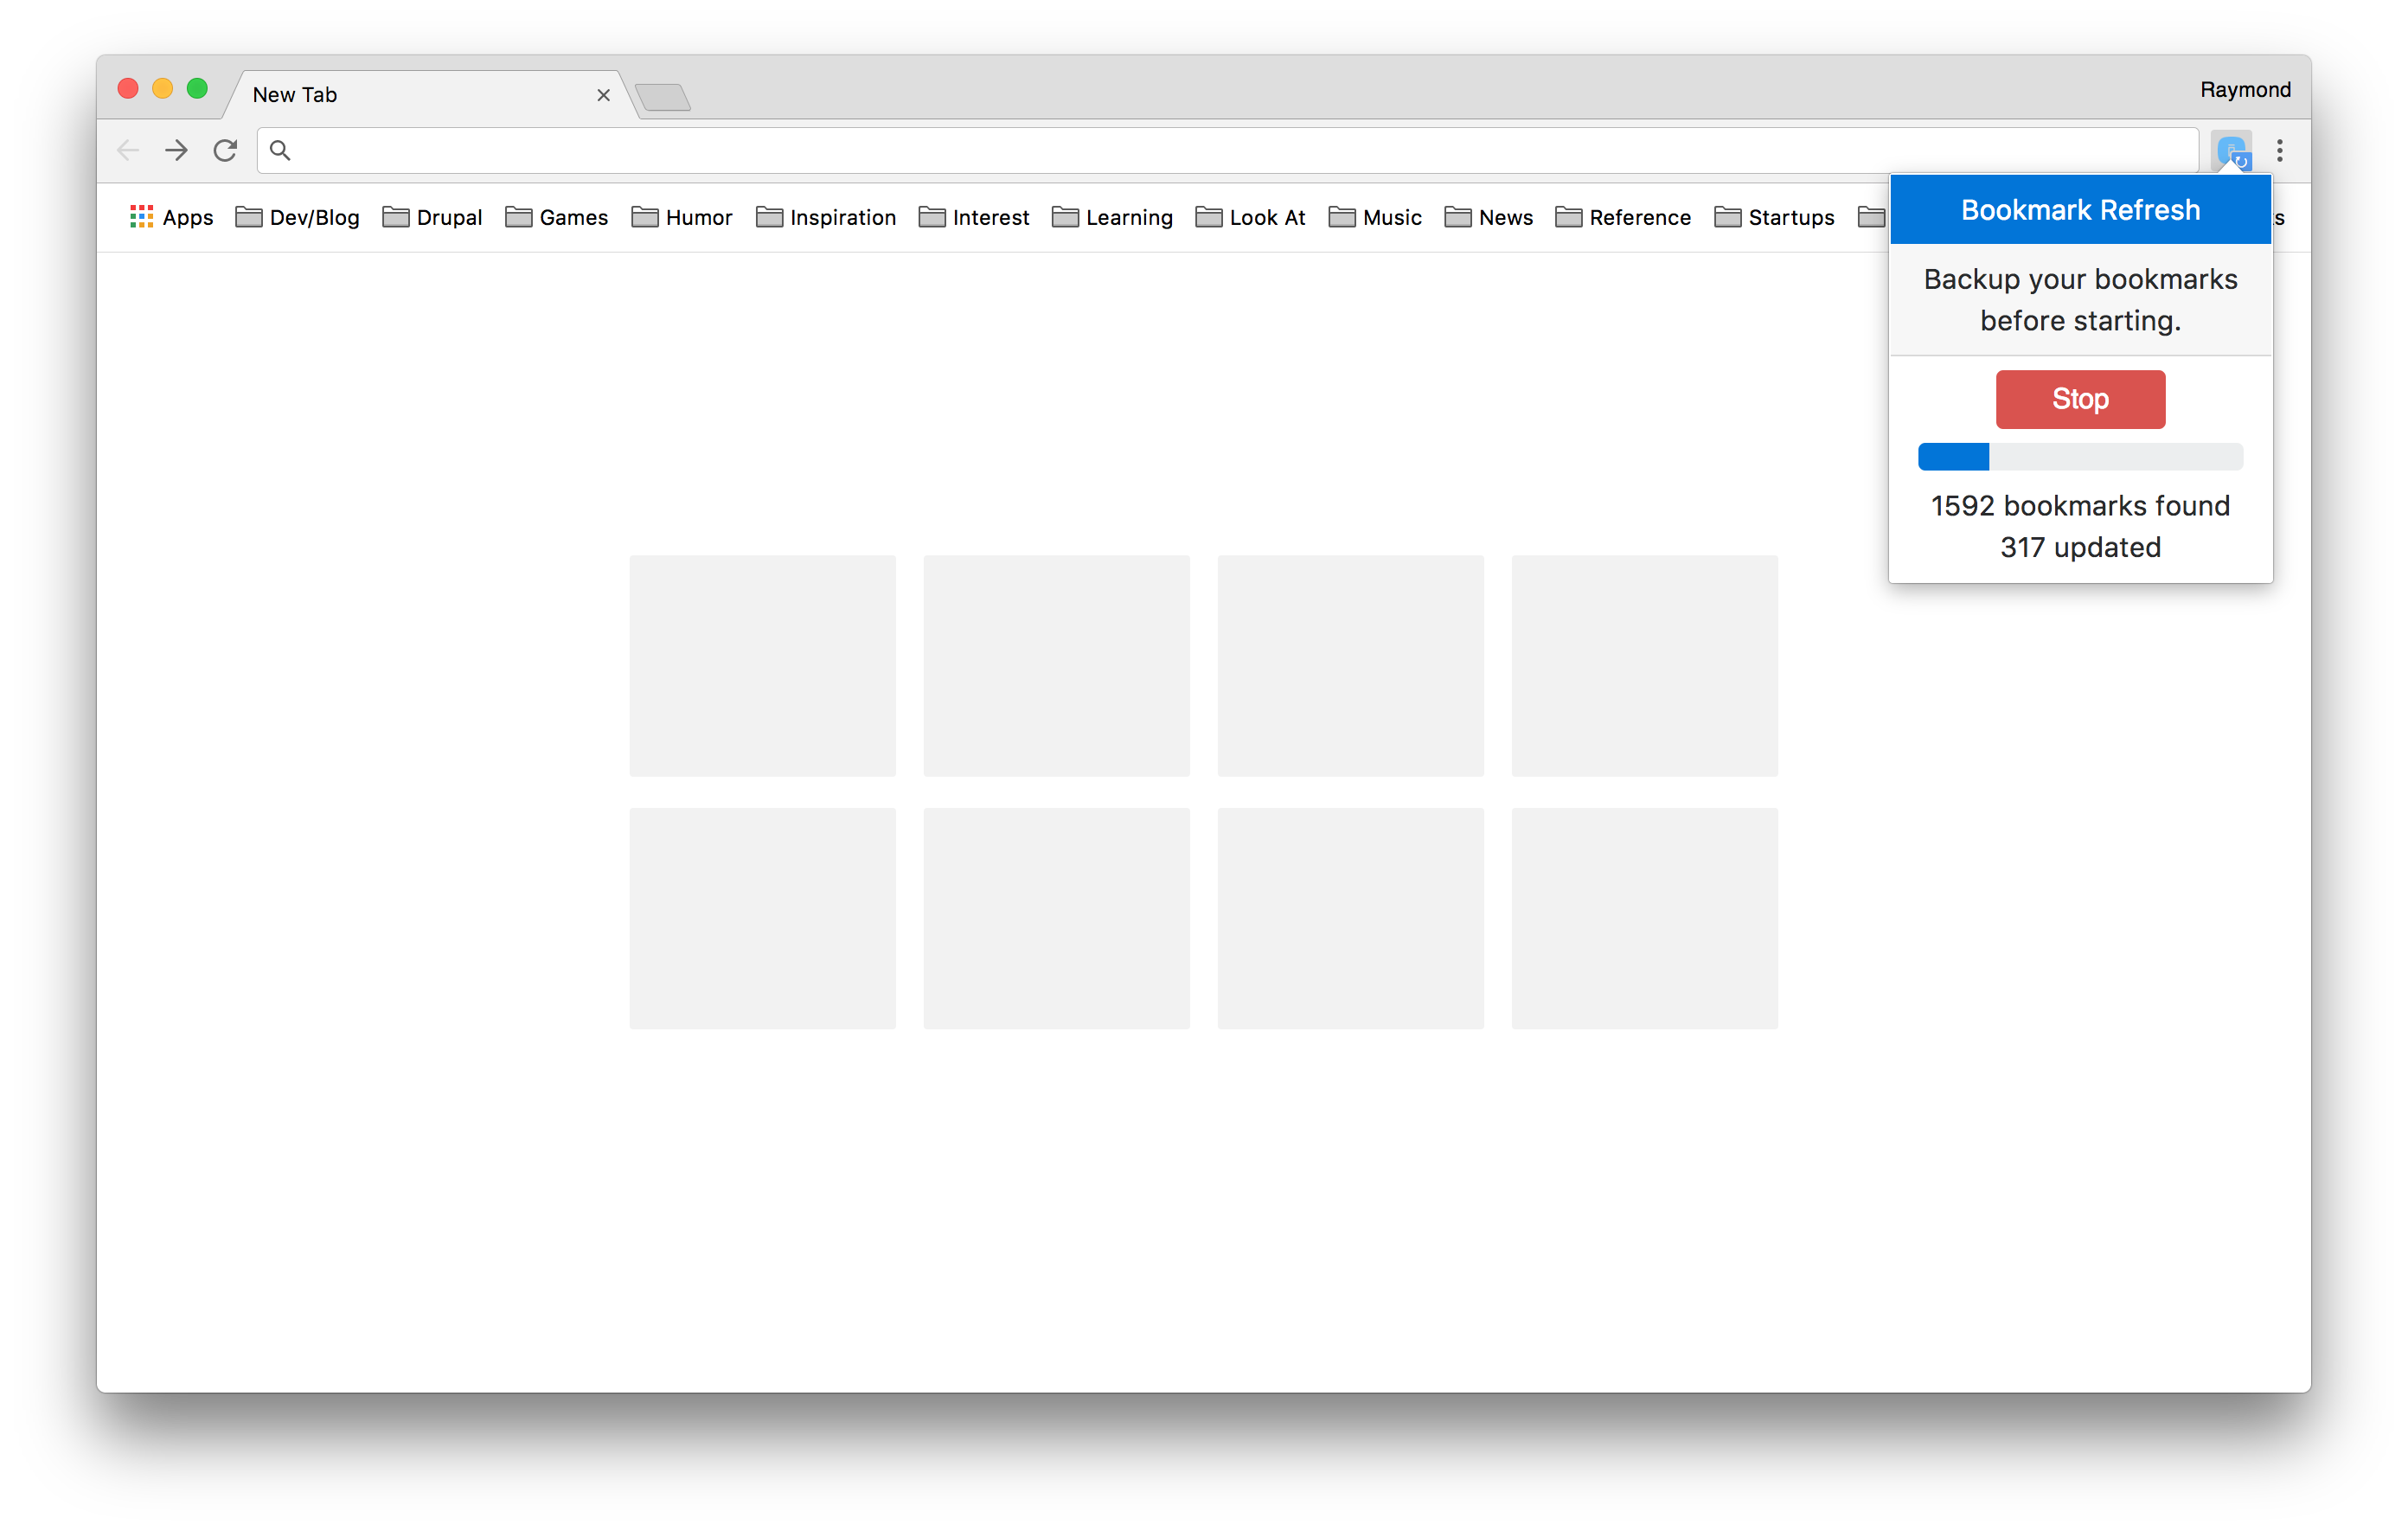 New Tab
Raymond
Apps Dev/Blog Drupal Games Humor Inspiration Interest Learning Look At Music News Reference Startups
Bookmark Refresh
Backup your bookmarks
before starting.
Stop
1592 bookmarks found
317 updated